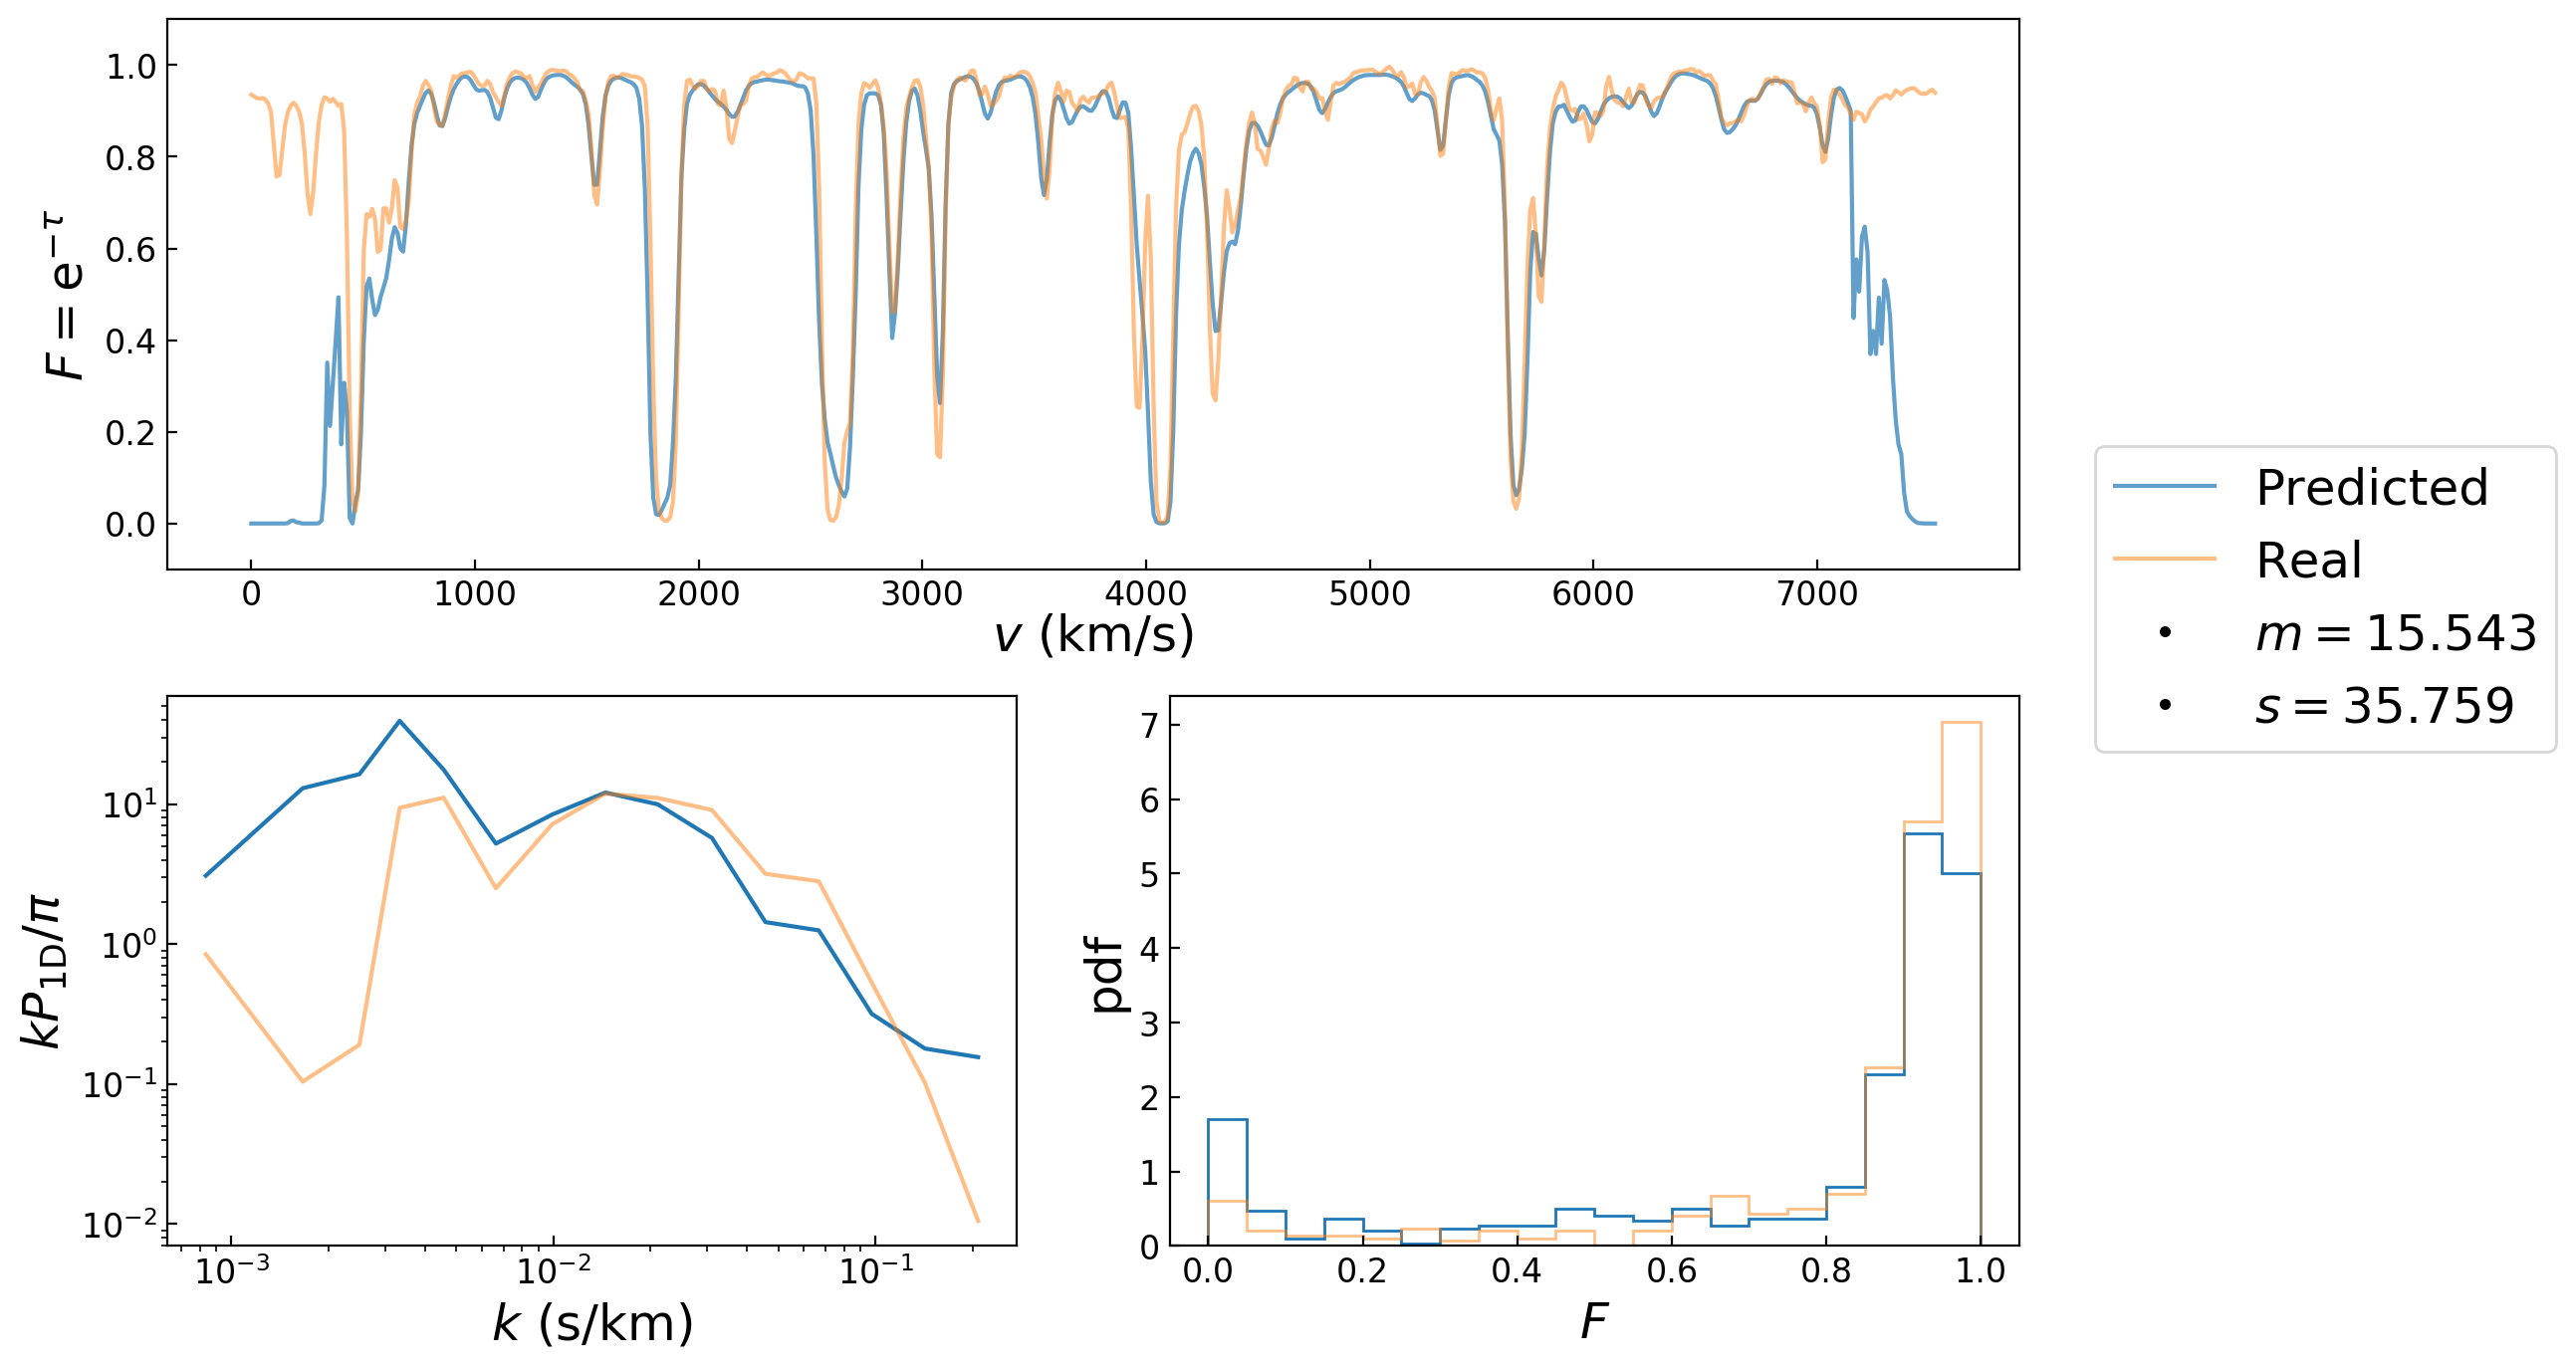 1.0
0.8
0.6
0.4
0.2
0.0
F = e^{−τ}
0 1000 2000 3000 4000 5000 6000 7000
v (km/s)
Predicted
Real
m = 15.543
s = 35.759
10^1
10^0
10^{−1}
10^{−2}
kP_{1D}/π
10^{−3} 10^{−2} 10^{−1}
k (s/km)
7
6
5
4
3
2
1
0
pdf
0.0 0.2 0.4 0.6 0.8 1.0
F